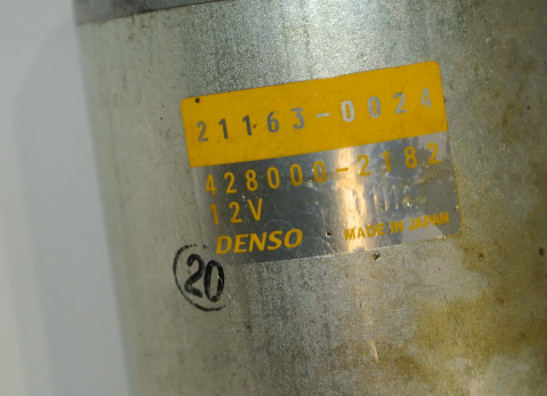 21163-0024
428000-2182
12V
DENSO MADE IN JAPAN
20